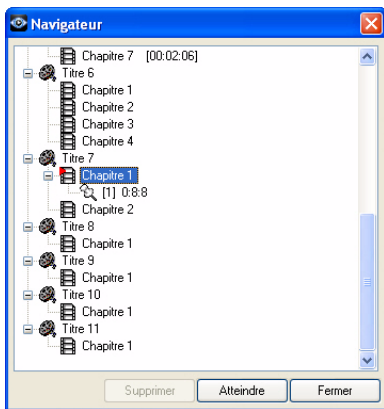 Navigateur
Chapitre 7 [00:02:06]
Titre 6
Chapitre 1
Chapitre 2
Chapitre 3
Chapitre 4
Titre 7
Chapitre 1
[1] 0:8:8
Chapitre 2
Titre 8
Chapitre 1
Titre 9
Chapitre 1
Titre 10
Chapitre 1
Titre 11
Chapitre 1
Supprimer Atteindre Fermer